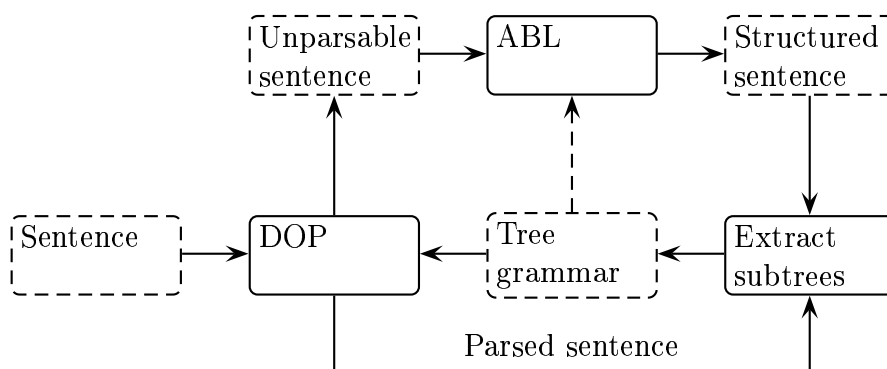 Unparsable
sentence
ABL
Structured
sentence
Sentence
DOP
Tree
grammar
Extract
subtrees
Parsed sentence